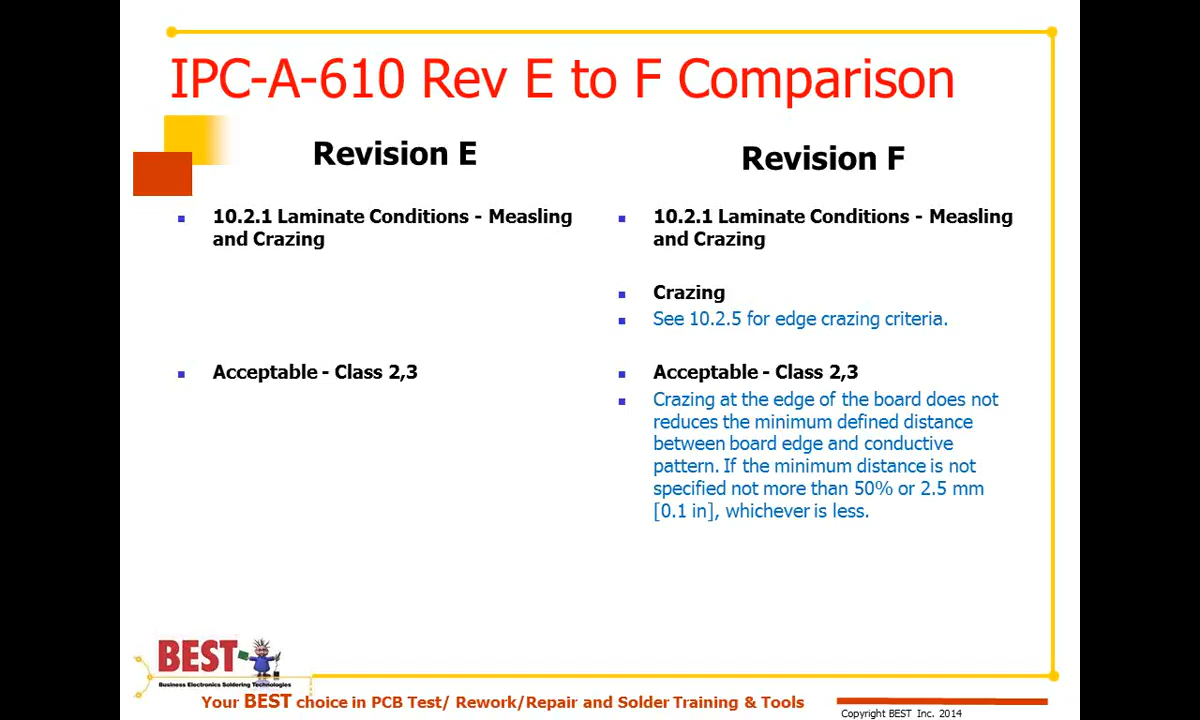 IPC-A-610 Rev E to F Comparison
Revision E
10.2.1 Laminate Conditions - Measling
and Crazing
Acceptable - Class 2,3
Revision F
10.2.1 Laminate Conditions - Measling
and Crazing
Crazing
See 10.2.5 for edge crazing criteria.
Acceptable - Class 2,3
Crazing at the edge of the board does not
reduces the minimum defined distance
between board edge and conductive
pattern. If the minimum distance is not
specified not more than 50% or 2.5 mm
[0.1 in], whichever is less.
BEST
Business Electronics Soldering Technologies
Your BEST choice in PCB Test/ Rework/Repair and Solder Training & Tools
Copyright BEST Inc. 2014